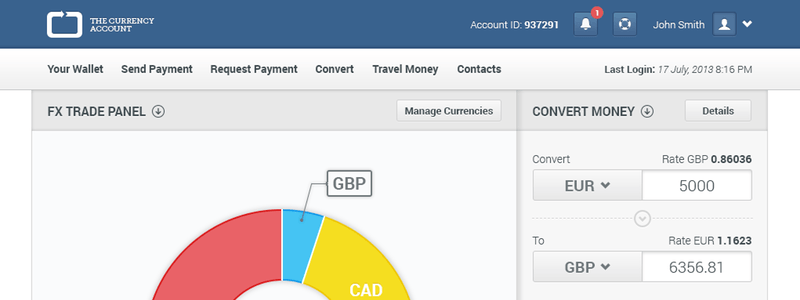 THE CURRENCY
ACCOUNT
Account ID: 937291
1
John Smith
Your Wallet Send Payment Request Payment Convert Travel Money Contacts
Last Login: 17 July, 2013 8:16 PM
FX TRADE PANEL
Manage Currencies
CONVERT MONEY
Details
GBP
CAD
Convert
Rate GBP 0.86036
EUR
5000
To
Rate EUR 1.1623
GBP
6356.81